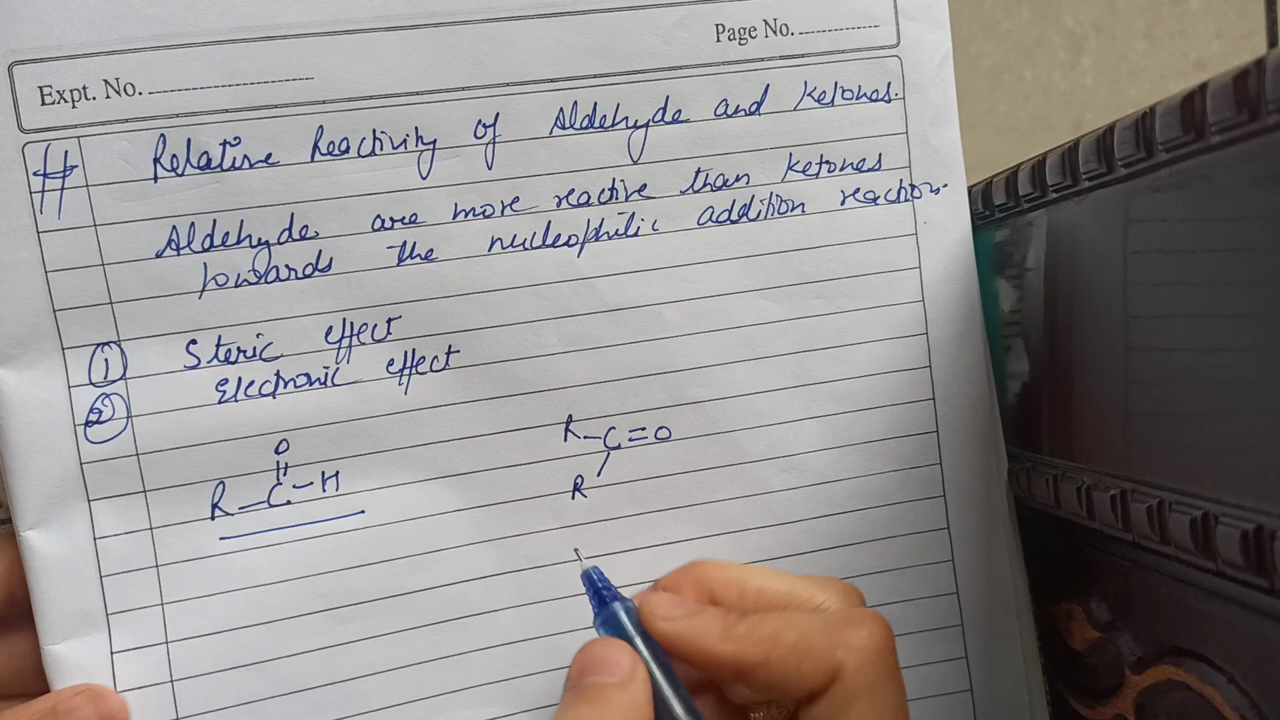 Page No.
Expt. No.
# Relative Reactivity of Aldehyde and Ketones.
Aldehyde are more reactive than ketones
towards the nucleophilic addition reaction.
1 Steric effect
2 Electronic effect
O
R-C-H
R-C=O
R